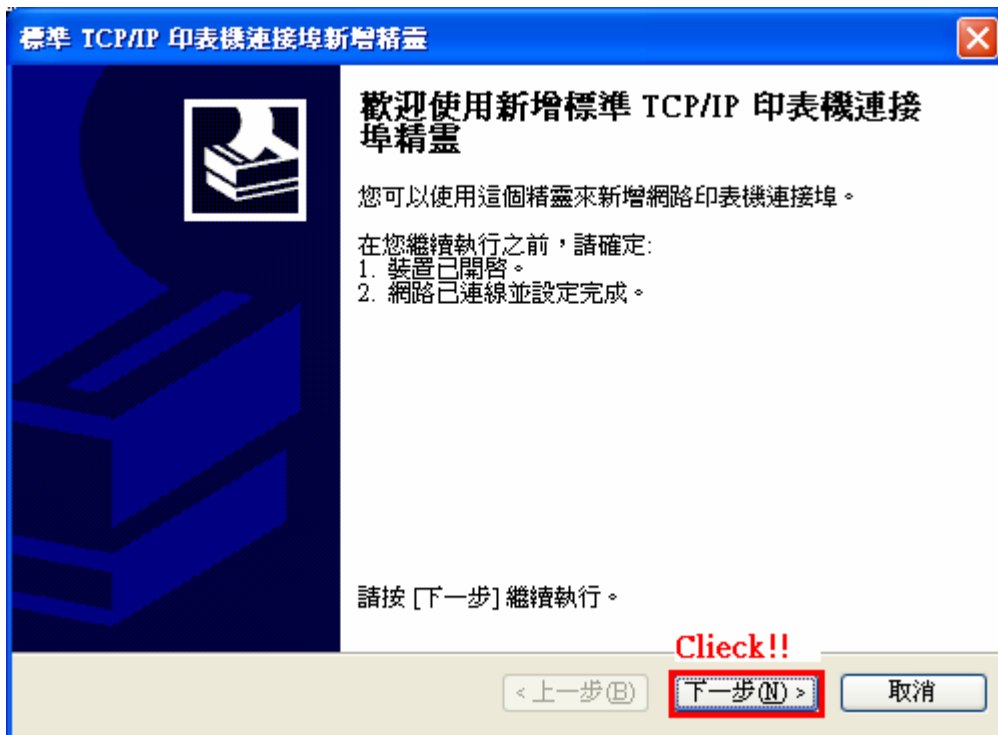 標準 TCP/IP 印表機連接埠新增精靈
歡迎使用新增標準 TCP/IP 印表機連接
埠精靈
您可以使用這個精靈來新增網路印表機連接埠。
在您繼續執行之前，請確定:
1. 裝置已開啓。
2. 網路已連線並設定完成。
請按 [下一步] 繼續執行。
Clieck!!
< 上一步(B)
下一步(N) >
取消